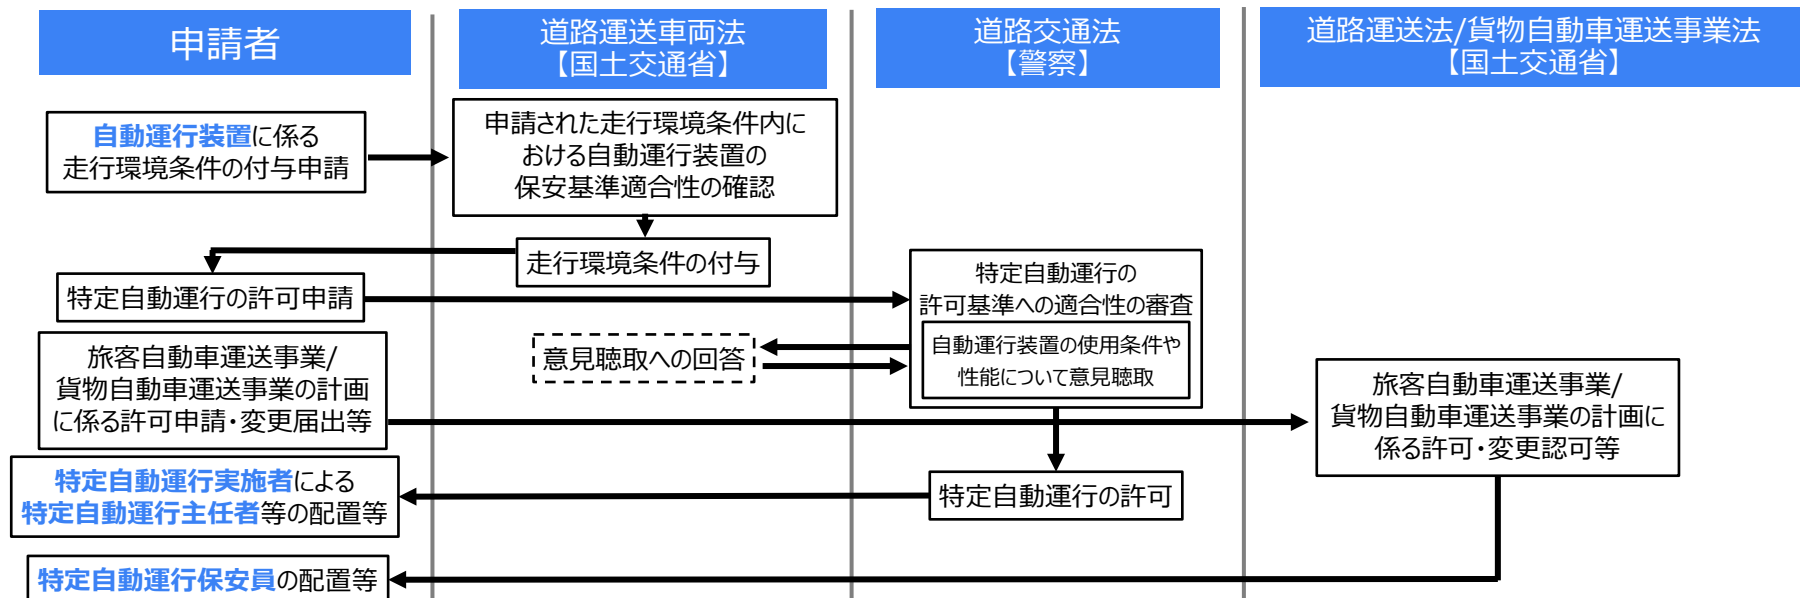 申請者
道路運送車両法
【国土交通省】
道路交通法
【警察】
道路運送法/貨物自動車運送事業法
【国土交通省】
自動運行装置に係る
走行環境条件の付与申請
申請された走行環境条件内に
おける自動運行装置の
保安基準適合性の確認
走行環境条件の付与
特定自動運行の許可申請
特定自動運行の
許可基準への適合性の審査
自動運行装置の使用条件や
性能について意見聴取
意見聴取への回答
旅客自動車運送事業/
貨物自動車運送事業の計画
に係る許可申請・変更届出等
旅客自動車運送事業/
貨物自動車運送事業の計画に
係る許可・変更認可等
特定自動運行の許可
特定自動運行実施者による
特定自動運行主任者等の配置等
特定自動運行保安員の配置等